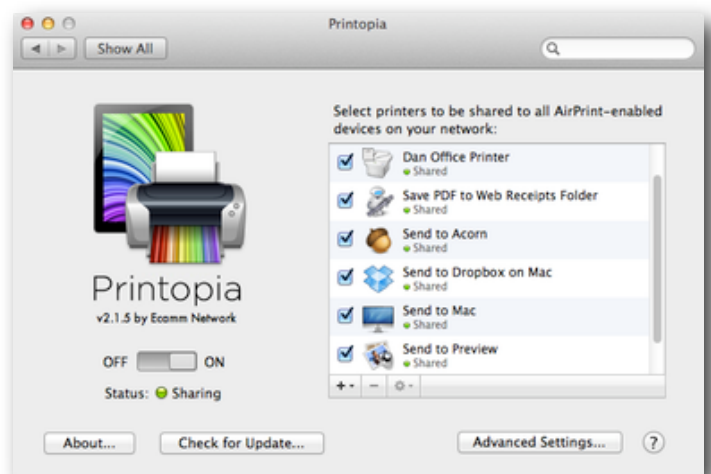 Printopia
Show All
Select printers to be shared to all AirPrint-enabled
devices on your network:
Dan Office Printer
Shared
Save PDF to Web Receipts Folder
Shared
Send to Acorn
Shared
Send to Dropbox on Mac
Shared
Send to Mac
Shared
Send to Preview
Shared
Printopia
v2.1.5 by Ecamm Network
OFF ON
Status: Sharing
About... Check for Update... Advanced Settings... ?